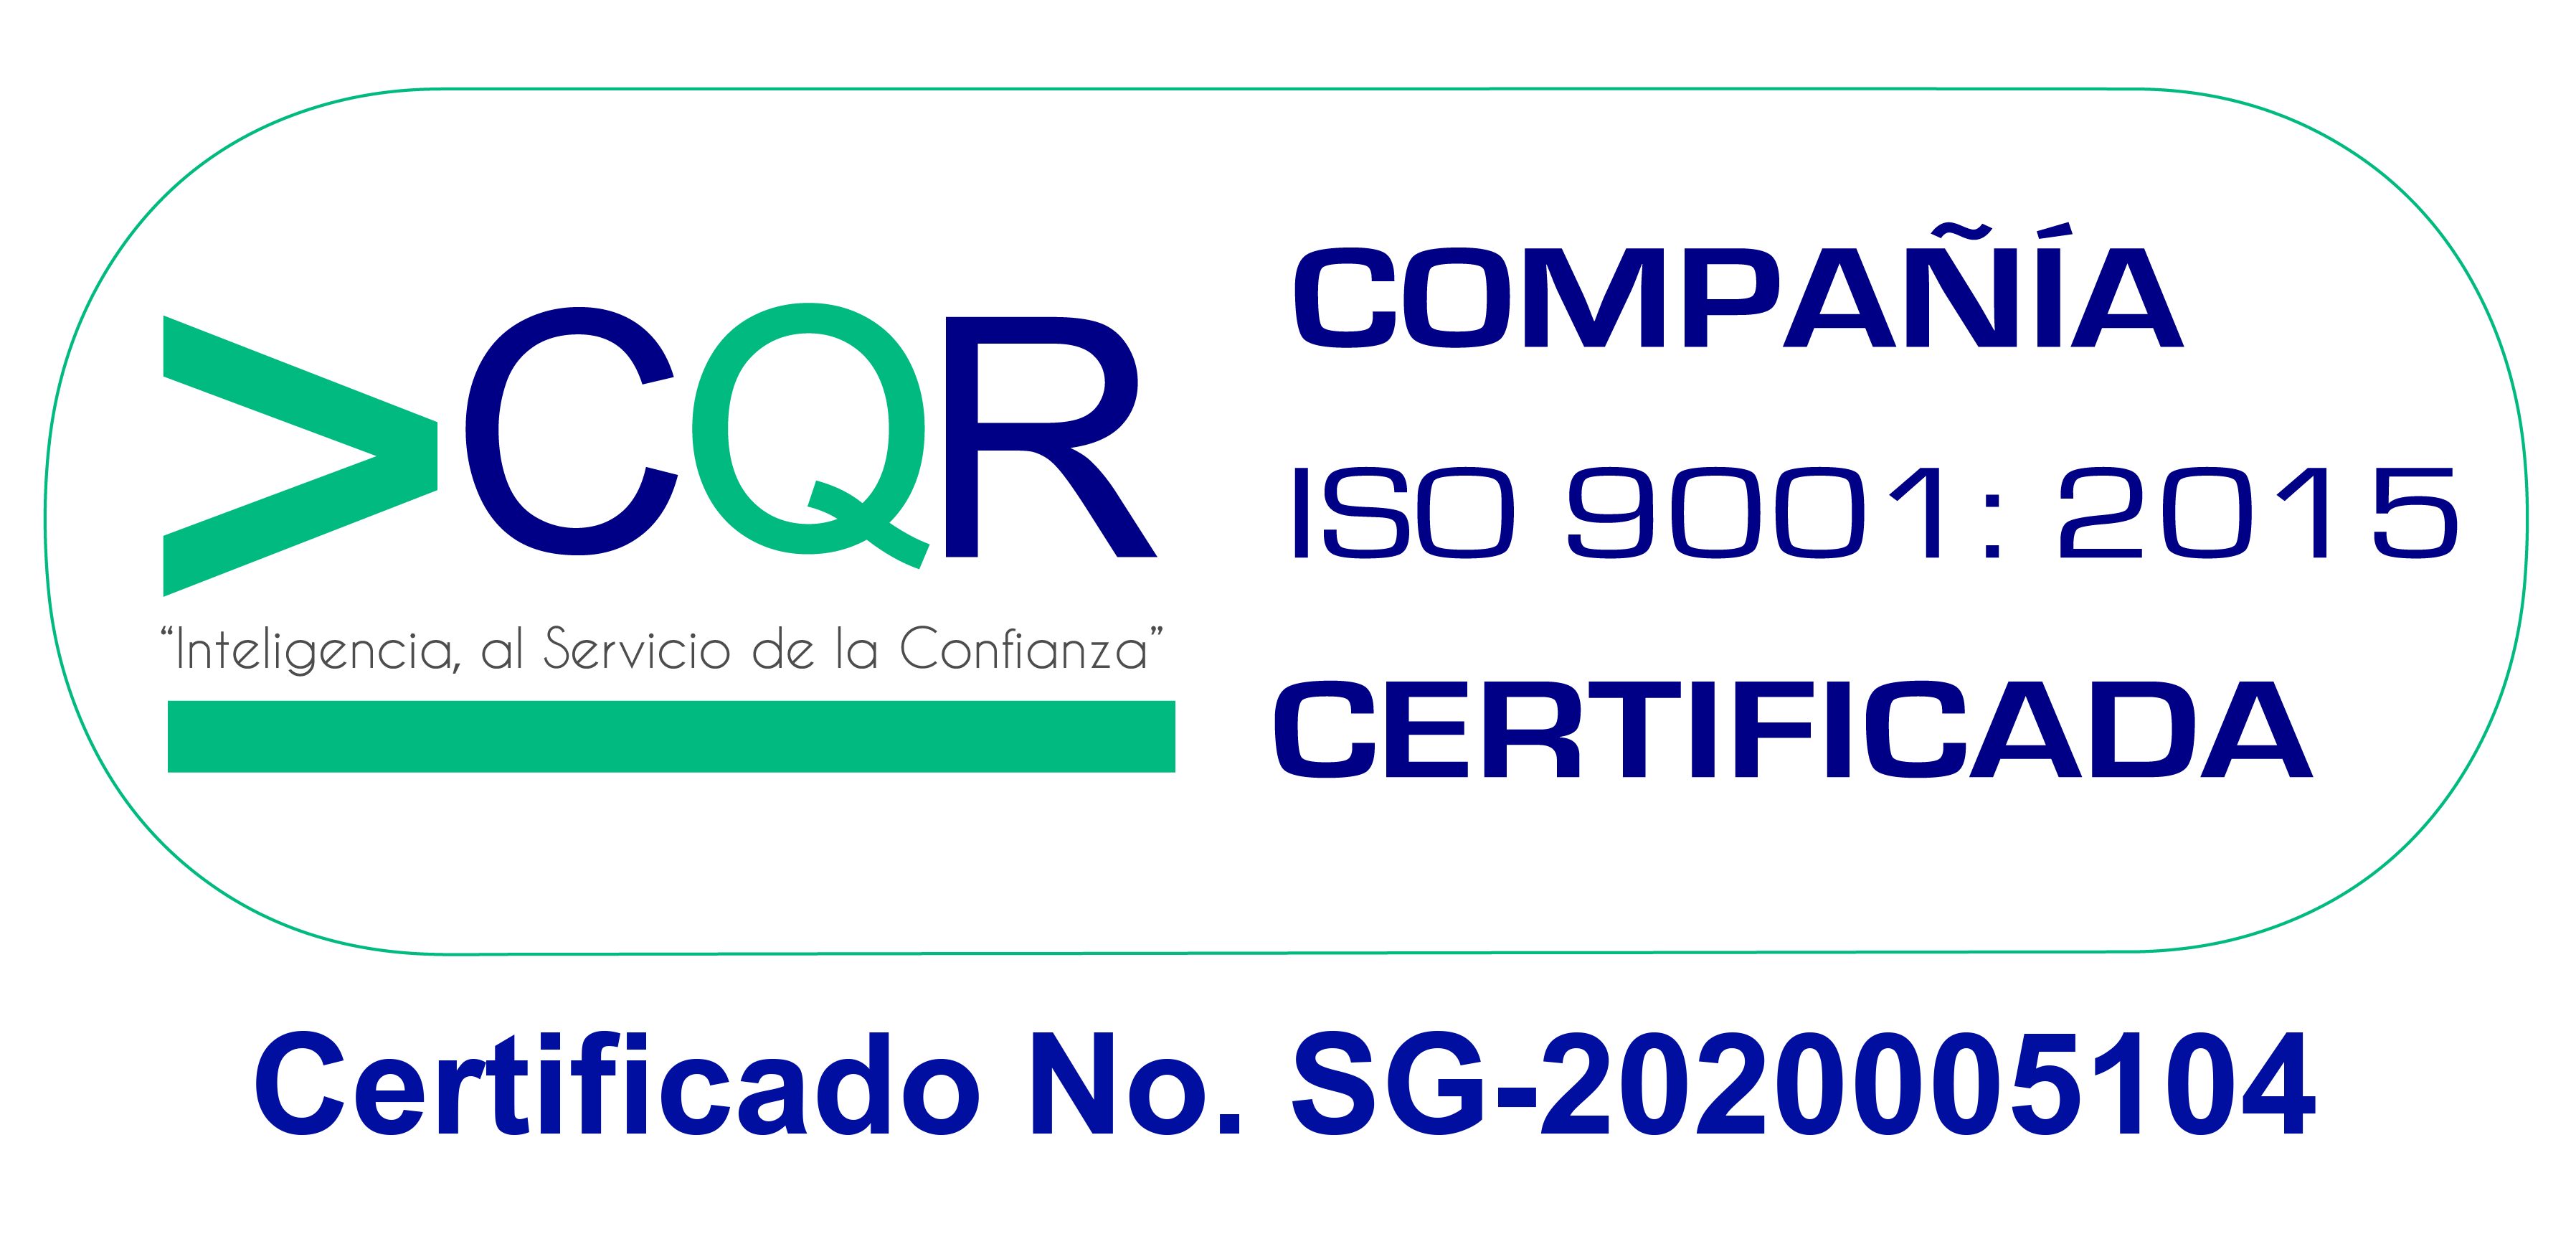 CQR
“Inteligencia, al Servicio de la Confianza”
COMPAÑÍA
ISO 9001: 2015
CERTIFICADA
Certificado No. SG-2020005104